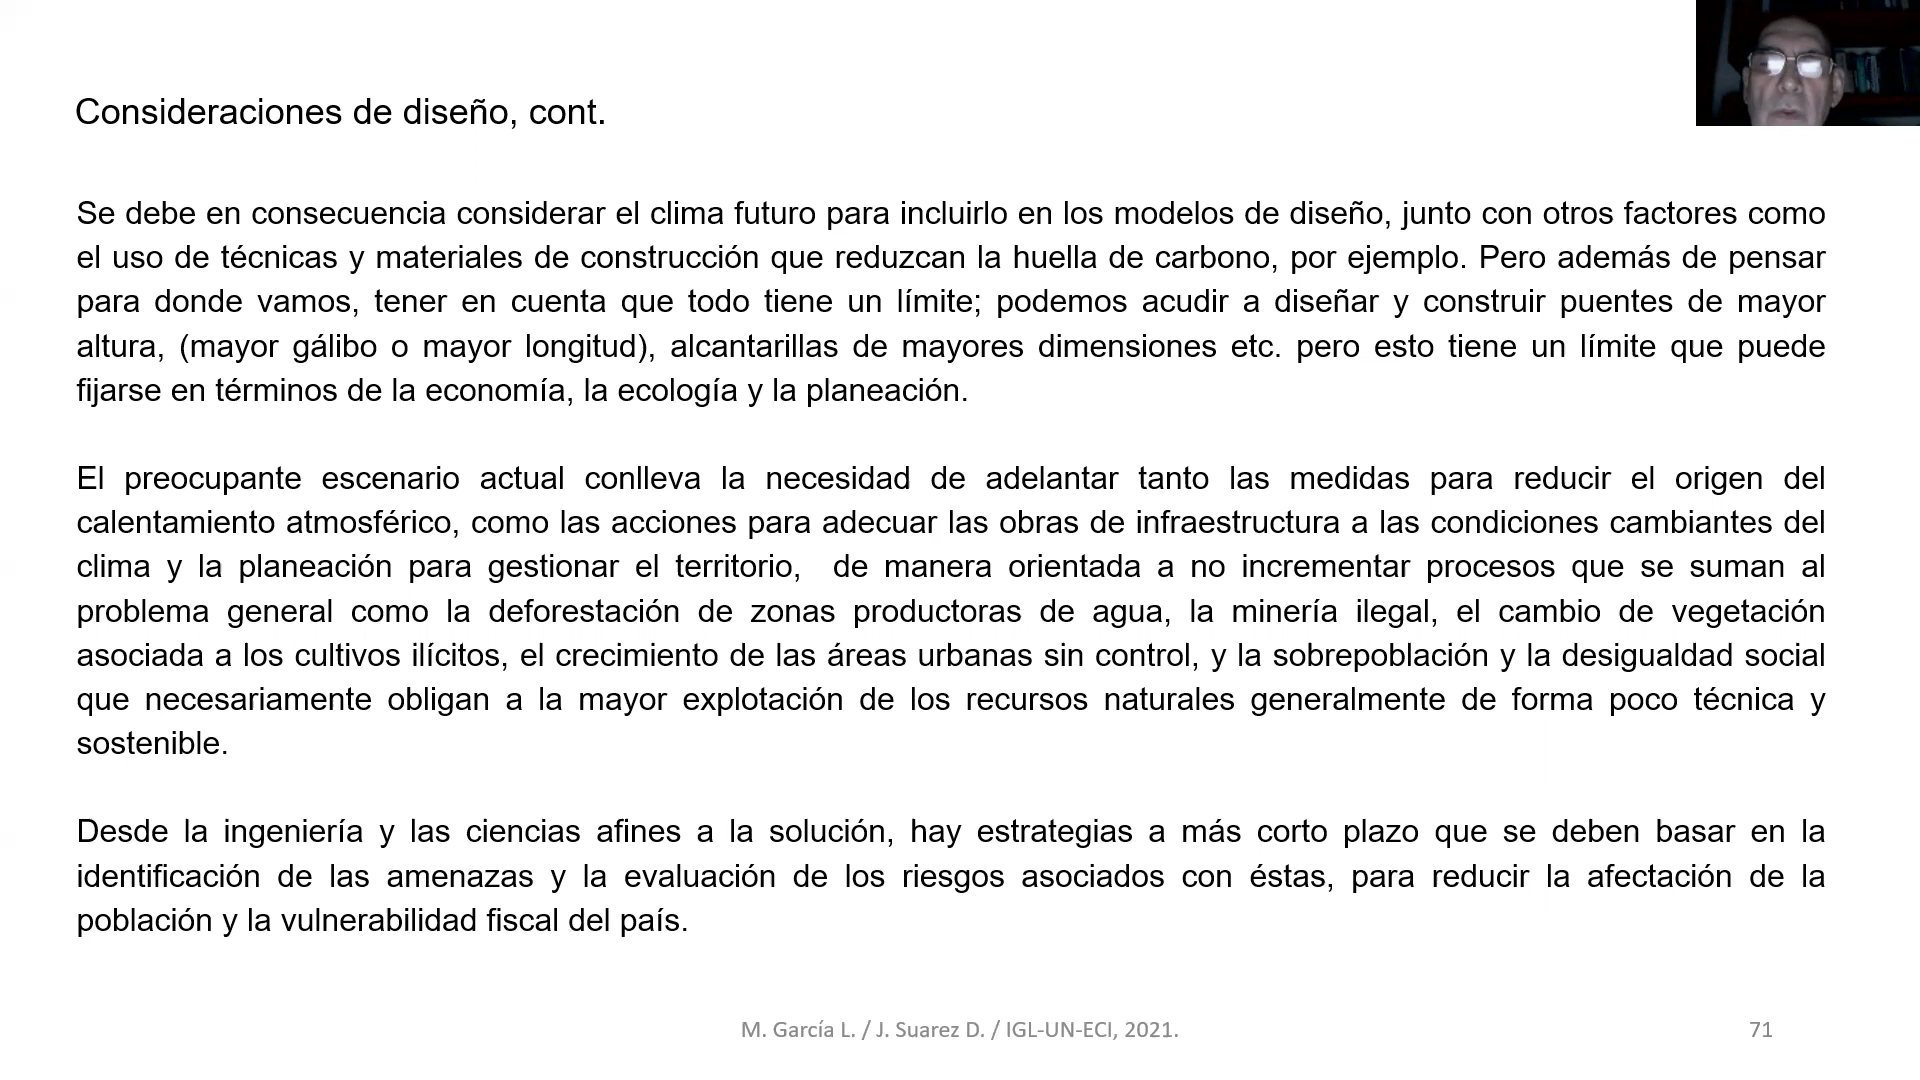 Consideraciones de diseño, cont.
Se debe en consecuencia considerar el clima futuro para incluirlo en los modelos de diseño, junto con otros factores como
el uso de técnicas y materiales de construcción que reduzcan la huella de carbono, por ejemplo. Pero además de pensar
para donde vamos, tener en cuenta que todo tiene un límite; podemos acudir a diseñar y construir puentes de mayor
altura, (mayor gálibo o mayor longitud), alcantarillas de mayores dimensiones etc. pero esto tiene un límite que puede
fijarse en términos de la economía, la ecología y la planeación.
El preocupante escenario actual conlleva la necesidad de adelantar tanto las medidas para reducir el origen del
calentamiento atmosférico, como las acciones para adecuar las obras de infraestructura a las condiciones cambiantes del
clima y la planeación para gestionar el territorio,  de manera orientada a no incrementar procesos que se suman al
problema general como la deforestación de zonas productoras de agua, la minería ilegal, el cambio de vegetación
asociada a los cultivos ilícitos, el crecimiento de las áreas urbanas sin control, y la sobrepoblación y la desigualdad social
que necesariamente obligan a la mayor explotación de los recursos naturales generalmente de forma poco técnica y
sostenible.
Desde la ingeniería y las ciencias afines a la solución, hay estrategias a más corto plazo que se deben basar en la
identificación de las amenazas y la evaluación de los riesgos asociados con éstas, para reducir la afectación de la
población y la vulnerabilidad fiscal del país.
M. García L. / J. Suarez D. / IGL-UN-ECI, 2021.
71